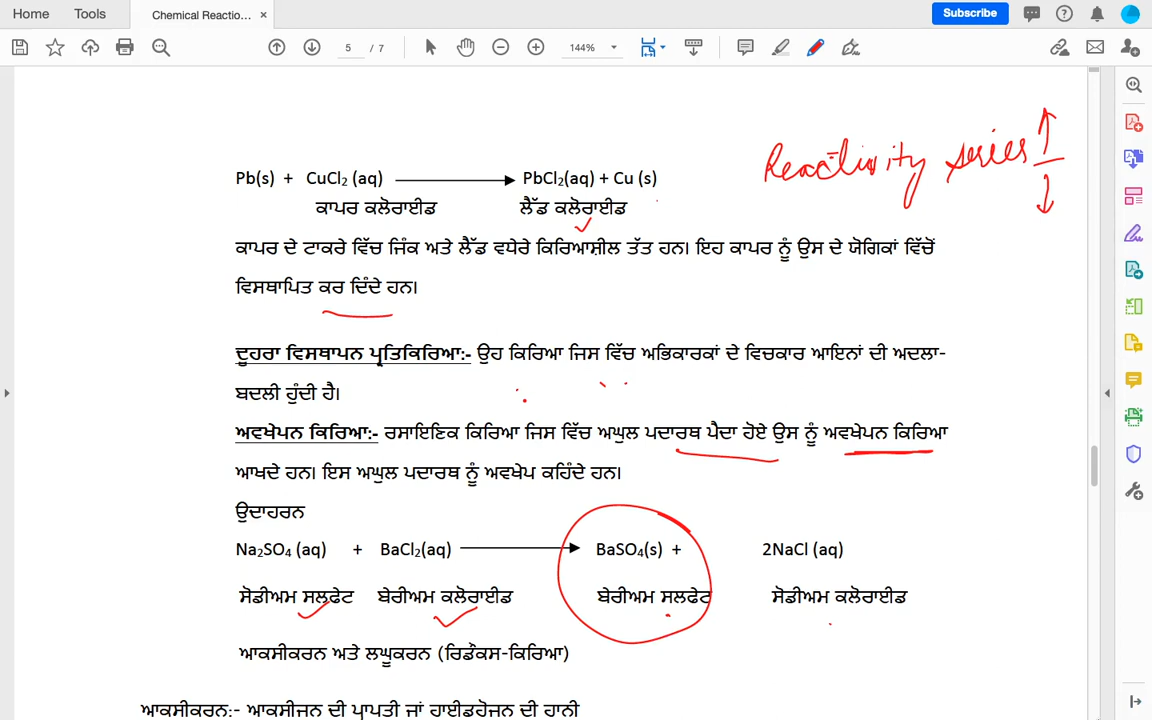 Home Tools Chemical Reactio... × Subscribe
5 / 7 144%
Reactivity series
Pb(s) + CuCl₂ (aq) ⟶ PbCl₂(aq) + Cu (s)
ਕਾਪਰ ਕਲੋਰਾਈਡ ਲੈੱਡ ਕਲੋਰਾਈਡ
ਕਾਪਰ ਦੇ ਟਾਕਰੇ ਵਿੱਚ ਜਿੰਕ ਅਤੇ ਲੈੱਡ ਵਧੇਰੇ ਕਿਰਿਆਸ਼ੀਲ ਤੱਤ ਹਨ। ਇਹ ਕਾਪਰ ਨੂੰ ਉਸ ਦੇ ਯੋਗਿਕਾਂ ਵਿੱਚੋਂ
ਵਿਸਥਾਪਿਤ ਕਰ ਦਿੰਦੇ ਹਨ।
ਦੂਹਰਾ ਵਿਸਥਾਪਨ ਪ੍ਰਤਿਕਿਰਿਆ:- ਉਹ ਕਿਰਿਆ ਜਿਸ ਵਿੱਚ ਅਭਿਕਾਰਕਾਂ ਦੇ ਵਿਚਕਾਰ ਆਇਨਾਂ ਦੀ ਅਦਲਾ-
ਬਦਲੀ ਹੁੰਦੀ ਹੈ।
ਅਵਖੇਪਨ ਕਿਰਿਆ:- ਰਸਾਇਣਿਕ ਕਿਰਿਆ ਜਿਸ ਵਿੱਚ ਅਘੁਲ ਪਦਾਰਥ ਪੈਦਾ ਹੋਏ ਉਸ ਨੂੰ ਅਵਖੇਪਨ ਕਿਰਿਆ
ਆਖਦੇ ਹਨ। ਇਸ ਅਘੁਲ ਪਦਾਰਥ ਨੂੰ ਅਵਖੇਪ ਕਹਿੰਦੇ ਹਨ।
ਉਦਾਹਰਨ
Na₂SO₄ (aq) + BaCl₂(aq) ⟶ BaSO₄(s) + 2NaCl (aq)
ਸੋਡੀਅਮ ਸਲਫੇਟ ਬੇਰੀਅਮ ਕਲੋਰਾਈਡ ਬੇਰੀਅਮ ਸਲਫੇਟ ਸੋਡੀਅਮ ਕਲੋਰਾਈਡ
ਆਕਸੀਕਰਨ ਅਤੇ ਲਘੂਕਰਨ (ਰਿਡੌਕਸ-ਕਿਰਿਆ)
ਆਕਸੀਕਰਨ:- ਆਕਸੀਜਨ ਦੀ ਪ੍ਰਾਪਤੀ ਜਾਂ ਹਾਈਡਰੋਜਨ ਦੀ ਹਾਨੀ